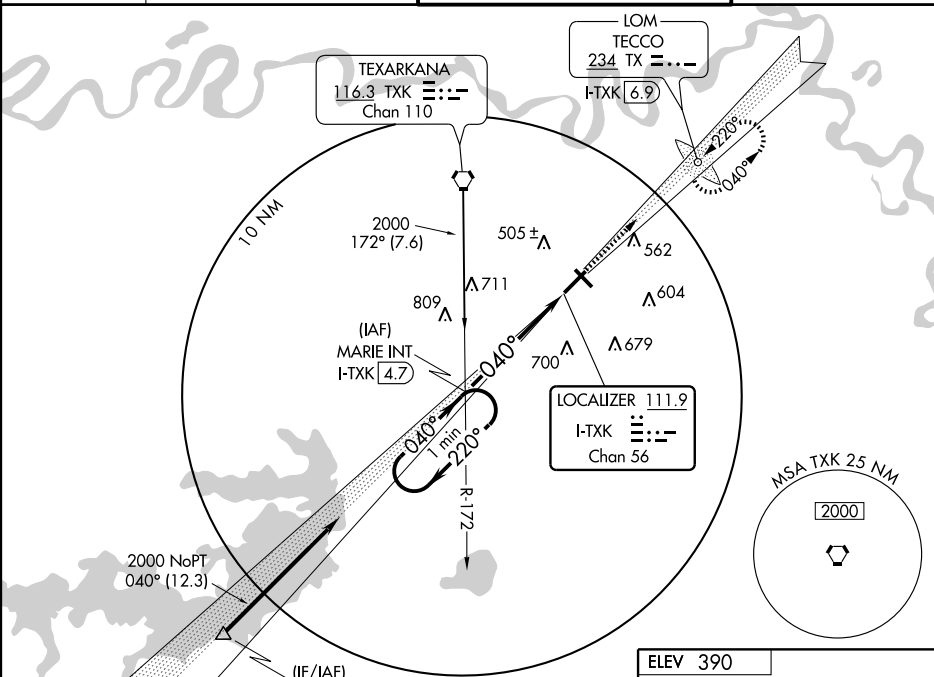 LOM
TECCO
234 TX
I-TXK 6.9
TEXARKANA
116.3 TXK
Chan 110
220°
040°
10 NM
2000
172° (7.6)
505 ±
562
711
809
604
(IAF)
MARIE INT
I-TXK 4.7
040°
700
679
LOCALIZER 111.9
I-TXK
Chan 56
040°
1 min
220°
R-172
MSA TXK 25 NM
2000
2000 NoPT
040° (12.3)
(IF/IAF)
ELEV 390